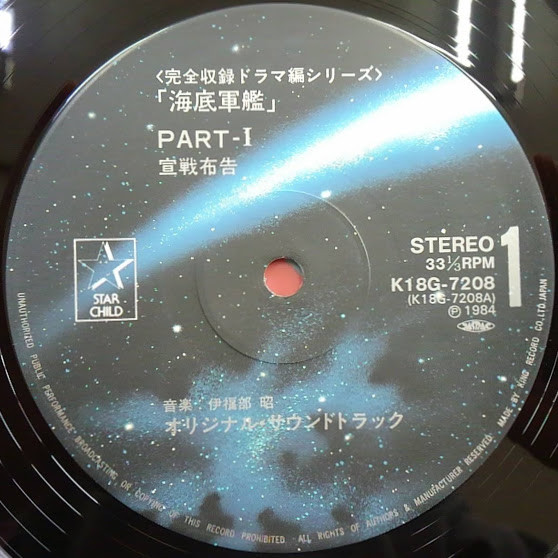 〈完全収録ドラマ編シリーズ〉
「海底軍艦」
PART-I
宣戦布告
STAR
CHILD
STEREO
33⅓RPM
1
K18G-7208
(K18G-7208A)
Ⓟ1984
音楽 伊福部 昭
オリジナル・サウンドトラック
UNAUTHORIZED PUBLIC PERFORMANCE BROADCASTING OR COPYING OF THIS RECORD PROHIBITED · ALL RIGHTS OF AUTHORS & MANUFACTURER RESERVED. MADE BY KING RECORD CO., LTD. JAPAN